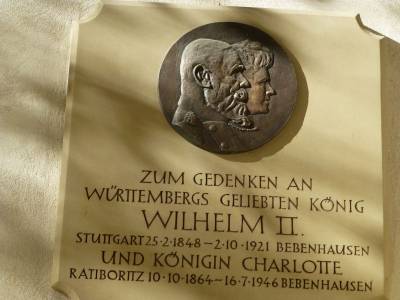 ZUM GEDENKEN AN
WÜRTTEMBERGS GELIEBTEN KÖNIG
WILHELM II.
STUTTGART 25·2·1848–2·10·1921 BEBENHAUSEN
UND KÖNIGIN CHARLOTTE
RATIBORITZ 10·10·1864–16·7·1946 BEBENHAUSEN